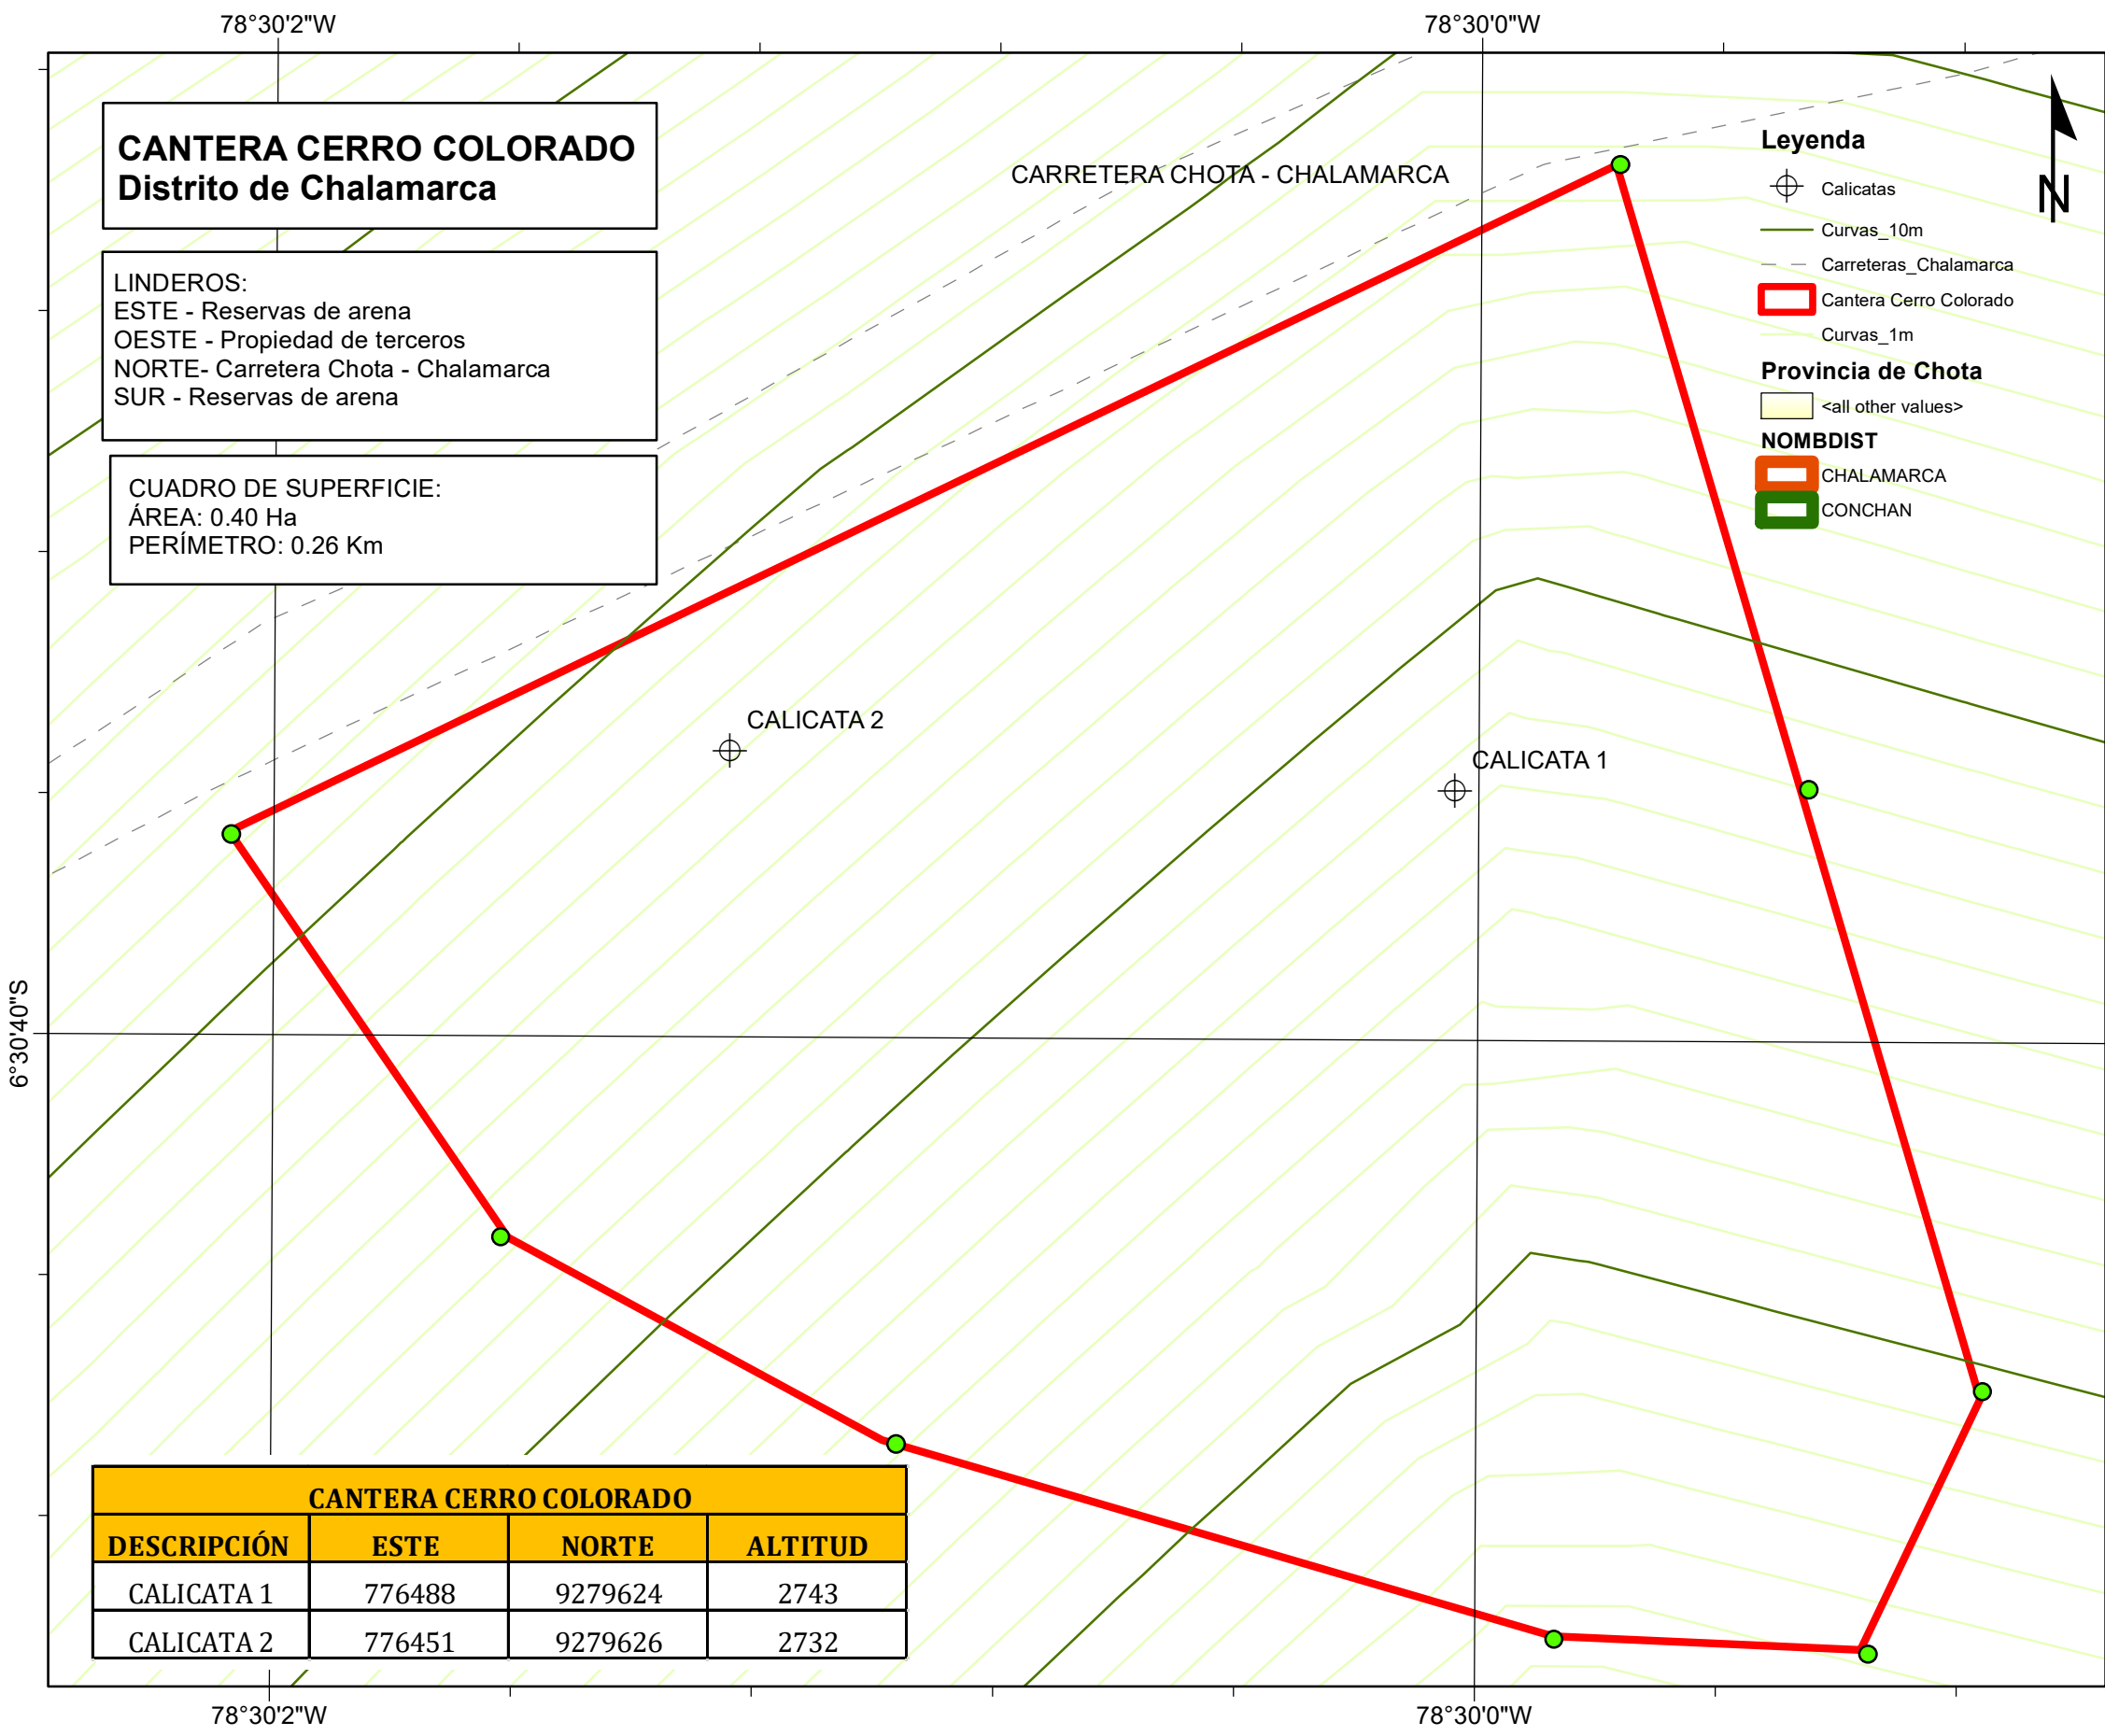 78°30'2"W
78°30'0"W
CANTERA CERRO COLORADO
Distrito de Chalamarca
LINDEROS:
ESTE - Reservas de arena
OESTE - Propiedad de terceros
NORTE- Carretera Chota - Chalamarca
SUR - Reservas de arena
CUADRO DE SUPERFICIE:
ÁREA: 0.40 Ha
PERÍMETRO: 0.26 Km
CARRETERA CHOTA - CHALAMARCA
Leyenda
Calicatas
Curvas_10m
Carreteras_Chalamarca
Cantera Cerro Colorado
Curvas_1m
Provincia de Chota
<all other values>
NOMBDIST
CHALAMARCA
CONCHAN
N
CALICATA 2
CALICATA 1
6°30'40"S
CANTERA CERRO COLORADO
DESCRIPCIÓN ESTE NORTE ALTITUD
CALICATA 1 776488 9279624 2743
CALICATA 2 776451 9279626 2732
78°30'2"W
78°30'0"W